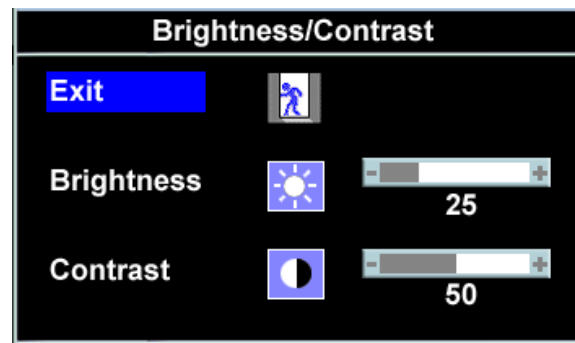 Brightness/Contrast
Exit
Brightness
- +
25
Contrast
- +
50